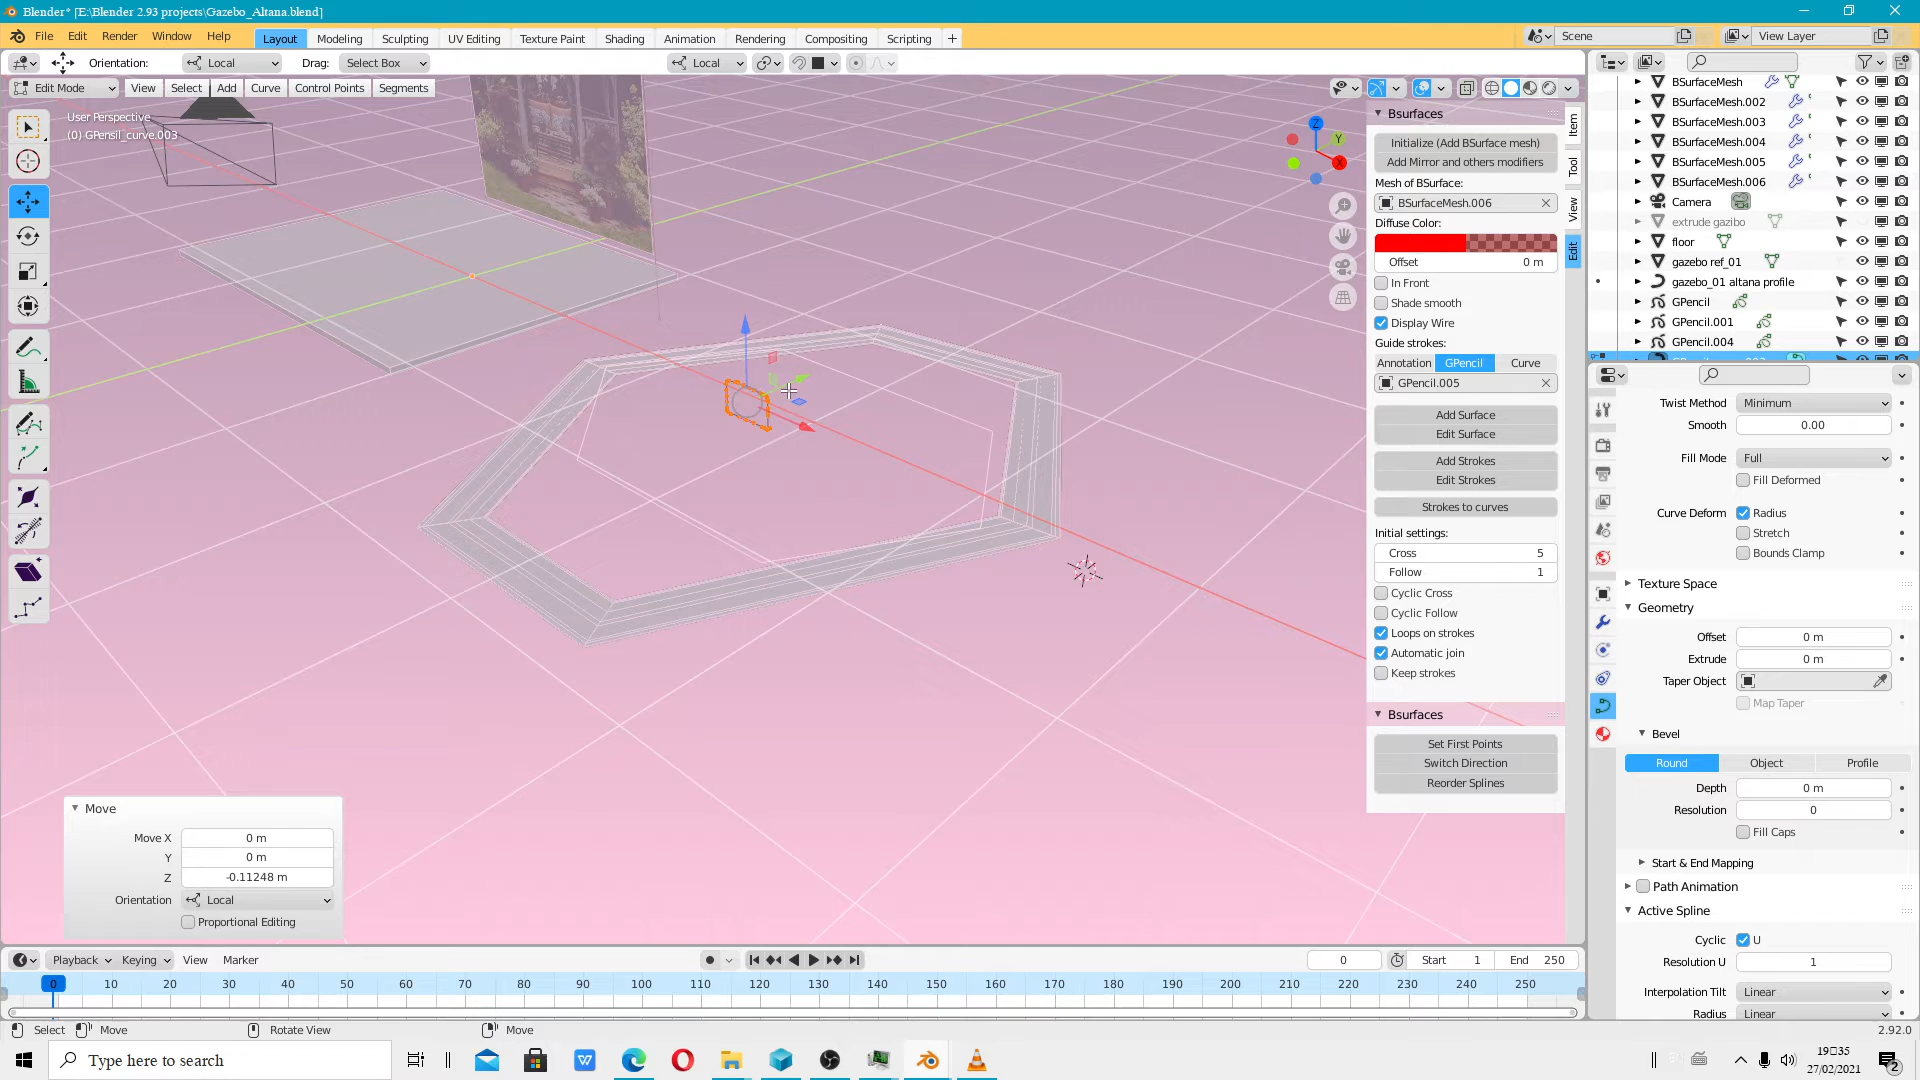 Blender* [E:\Blender 2.93 projects\Gazebo_Altana.blend]
File Edit Render Window Help Layout Modeling Sculpting UV Editing Texture Paint Shading Animation Rendering Compositing Scripting + Scene View Layer
Orientation: Local Drag: Select Box Local
Edit Mode View Select Add Curve Control Points Segments
User Perspective
(0) GPensil_curve.003
Z
Y
X
Item
Tool
View
Edit
Bsurfaces
Initialize (Add BSurface mesh)
Add Mirror and others modifiers
Mesh of BSurface:
BSurfaceMesh.006
Diffuse Color:
Offset 0 m
In Front
Shade smooth
Display Wire
Guide strokes:
Annotation GPencil Curve
GPencil.005
Add Surface
Edit Surface
Add Strokes
Edit Strokes
Strokes to curves
Initial settings:
Cross 5
Follow 1
Cyclic Cross
Cyclic Follow
Loops on strokes
Automatic join
Keep strokes
Bsurfaces
Set First Points
Switch Direction
Reorder Splines
BSurfaceMesh
BSurfaceMesh.002
BSurfaceMesh.003
BSurfaceMesh.004
BSurfaceMesh.005
BSurfaceMesh.006
Camera
extrude gazibo
floor
gazebo ref_01
gazebo_01 altana profile
GPencil
GPencil.001
GPencil.004
Twist Method Minimum
Smooth 0.00
Fill Mode Full
Fill Deformed
Curve Deform Radius
Stretch
Bounds Clamp
Texture Space
Geometry
Offset 0 m
Extrude 0 m
Taper Object
Map Taper
Bevel
Round Object Profile
Depth 0 m
Resolution 0
Fill Caps
Start & End Mapping
Path Animation
Active Spline
Cyclic U
Resolution U 1
Interpolation Tilt Linear
Radius Linear
Move
Move X 0 m
Y 0 m
Z -0.11248 m
Orientation Local
Proportional Editing
Playback Keying View Marker 0 Start 1 End 250
0 10 20 30 40 50 60 70 80 90 100 110 120 130 140 150 160 170 180 190 200 210 220 230 240 250
Select Move Rotate View Move 2.92.0
Type here to search
19:35
27/02/2021
2